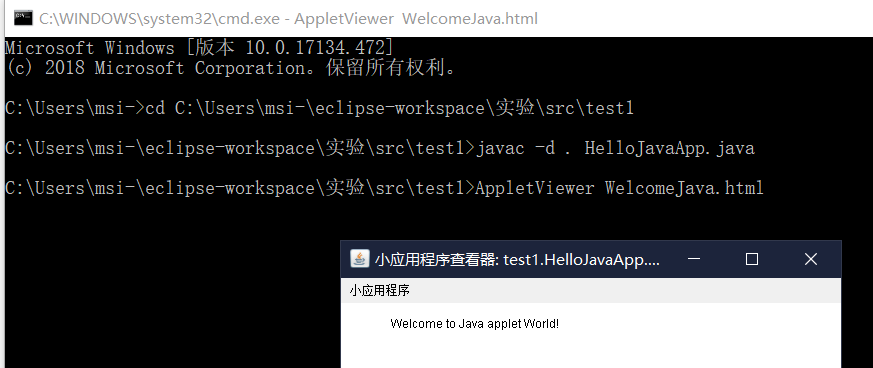 C:\WINDOWS\system32\cmd.exe - AppletViewer WelcomeJava.html
Microsoft Windows [版本 10.0.17134.472]
(c) 2018 Microsoft Corporation。保留所有权利。
C:\Users\msi->cd C:\Users\msi-\eclipse-workspace\实验\src\test1
C:\Users\msi-\eclipse-workspace\实验\src\test1>javac -d . HelloJavaApp.java
C:\Users\msi-\eclipse-workspace\实验\src\test1>AppletViewer WelcomeJava.html
小应用程序查看器: test1.HelloJavaApp....
小应用程序
Welcome to Java applet World!